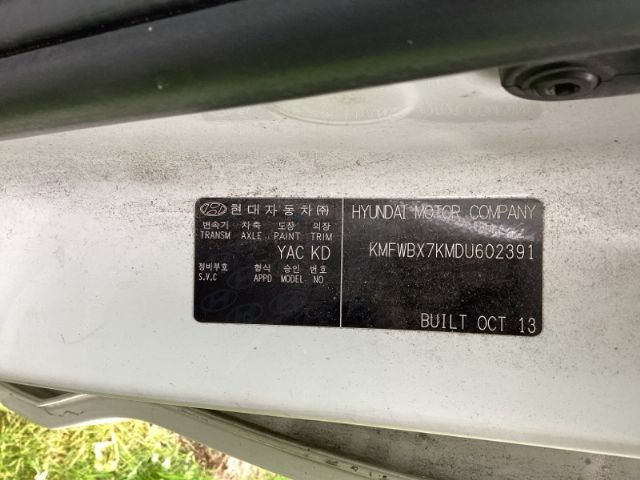 현대자동차㈜
변속기 차축 도장 의장
TRANSM AXLE PAINT TRIM
YAC KD
정비부호 형식 승인 번호
S.V.C APPD MODEL NO
HYUNDAI MOTOR COMPANY
KMFWBX7KMDU602391
BUILT OCT 13